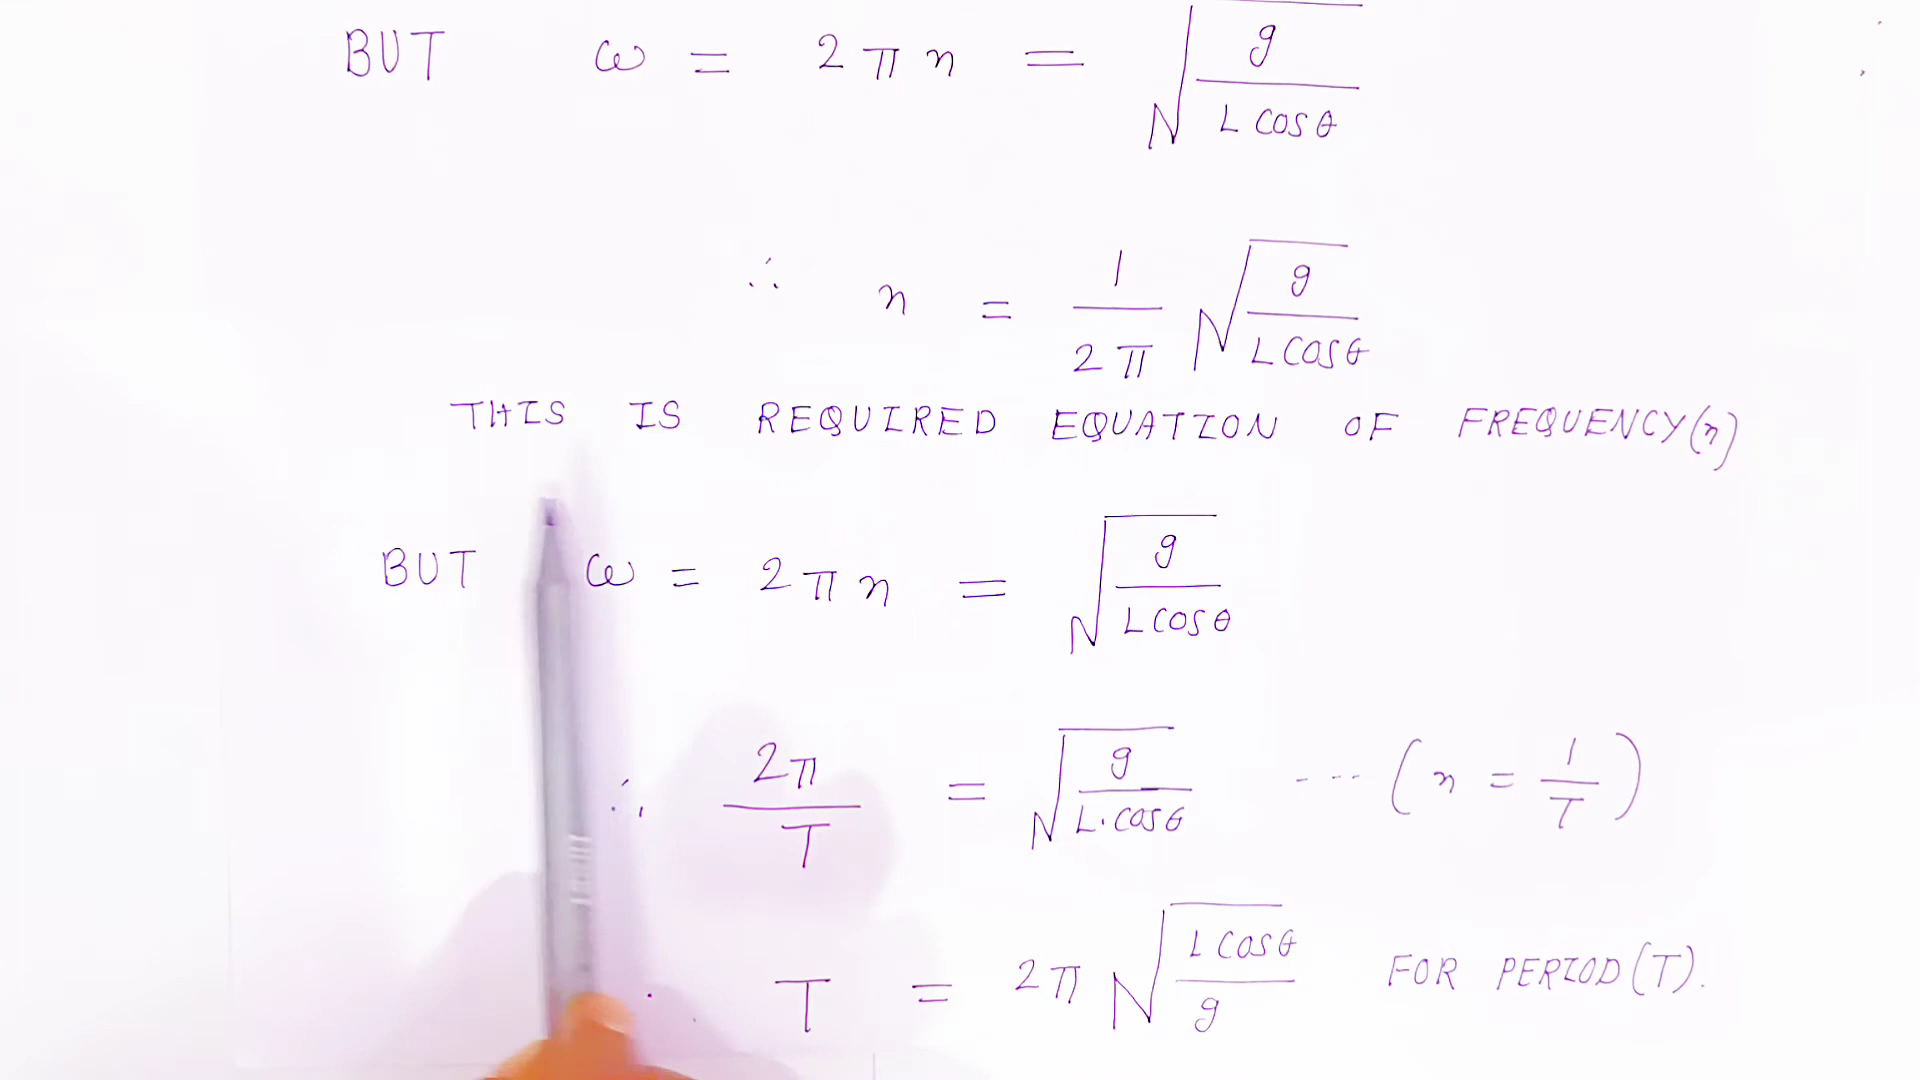 BUT ω = 2πn = √(g / L COSθ)
∴ n = 1/2π √(g / L COSθ)
THIS IS REQUIRED EQUATION OF FREQUENCY(n)
BUT ω = 2πn = √(g / L COSθ)
∴ 2π/T = √(g / L. COSθ) ---- (n = 1/T)
T = 2π √(L COSθ / g) FOR PERIOD(T).